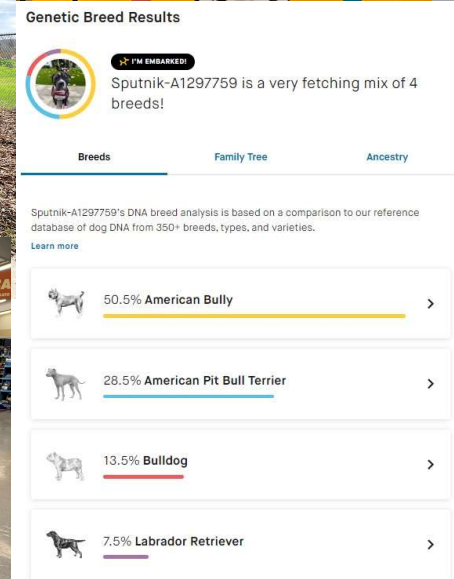 Genetic Breed Results
I'M EMBARKED!
Sputnik-A1297759 is a very fetching mix of 4
breeds!
Breeds
Family Tree
Ancestry
Sputnik-A1297759's DNA breed analysis is based on a comparison to our reference
database of dog DNA from 350+ breeds, types, and varieties.
Learn more
50.5% American Bully
28.5% American Pit Bull Terrier
13.5% Bulldog
7.5% Labrador Retriever